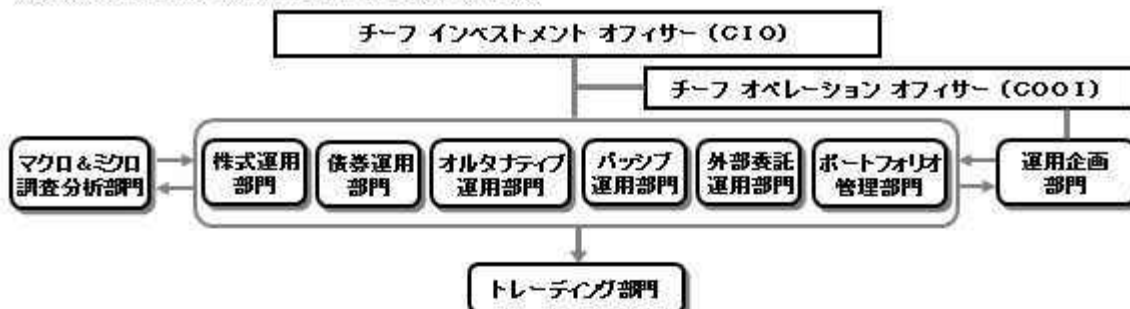 チーフ インベストメント オフィサー (CIO)
チーフ オペレーション オフィサー (COOI)
マクロ&ミクロ
調査分析部門
株式運用
部門
債券運用
部門
オルタナティブ
運用部門
パッシブ
運用部門
外部委託
運用部門
ポートフォリオ
管理部門
運用企画
部門
トレーディング部門